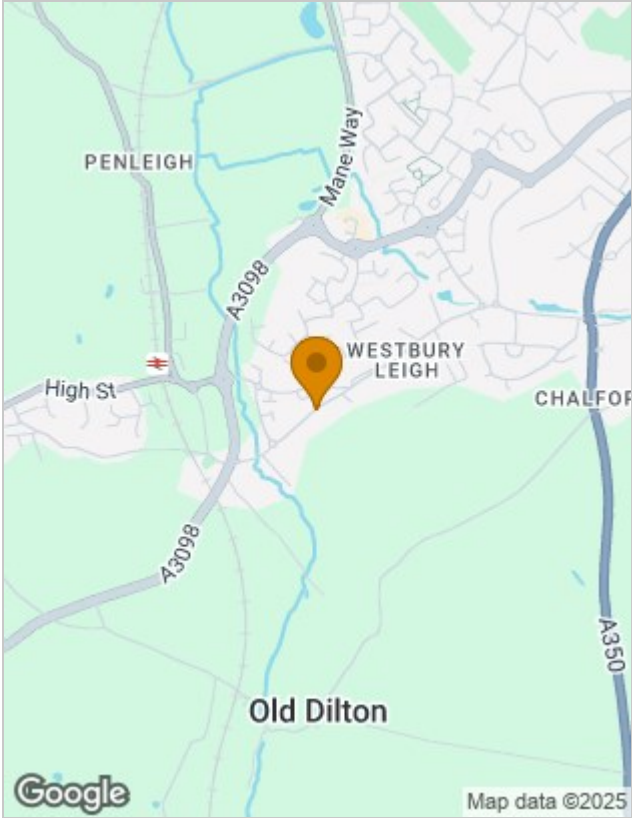 Mane Way
PENLEIGH
A3098
WESTBURY
LEIGH
High St
CHALFOR
A3098
A350
Old Dilton
Google
Map data ©2025